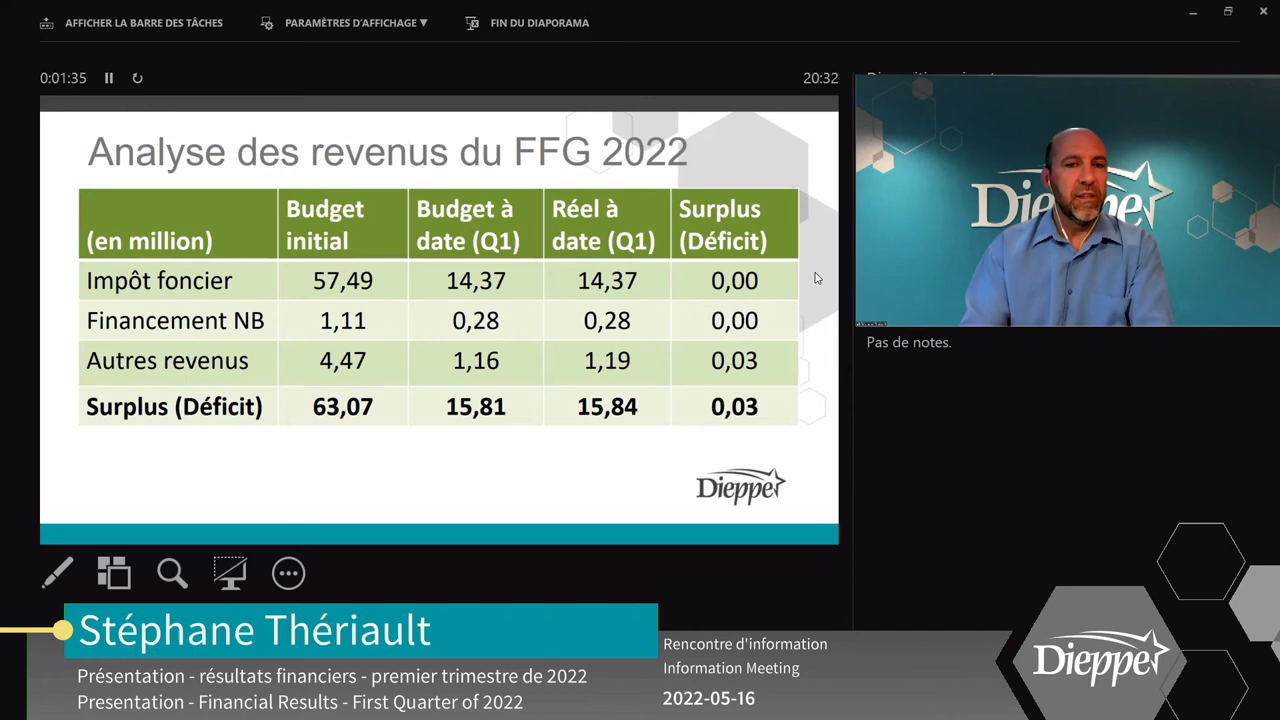 AFFICHER LA BARRE DES TÂCHES
PARAMÈTRES D'AFFICHAGE ▼
FIN DU DIAPORAMA
0:01:35
20:32
Analyse des revenus du FFG 2022
(en million) Budget initial Budget à date (Q1) Réel à date (Q1) Surplus (Déficit)
Impôt foncier 57,49 14,37 14,37 0,00
Financement NB 1,11 0,28 0,28 0,00
Autres revenus 4,47 1,16 1,19 0,03
Surplus (Déficit) 63,07 15,81 15,84 0,03
Dieppe
Dieppe
Pas de notes.
Stéphane Thériault
Présentation - résultats financiers - premier trimestre de 2022
Presentation - Financial Results - First Quarter of 2022
Rencontre d'information
Information Meeting
2022-05-16
Dieppe